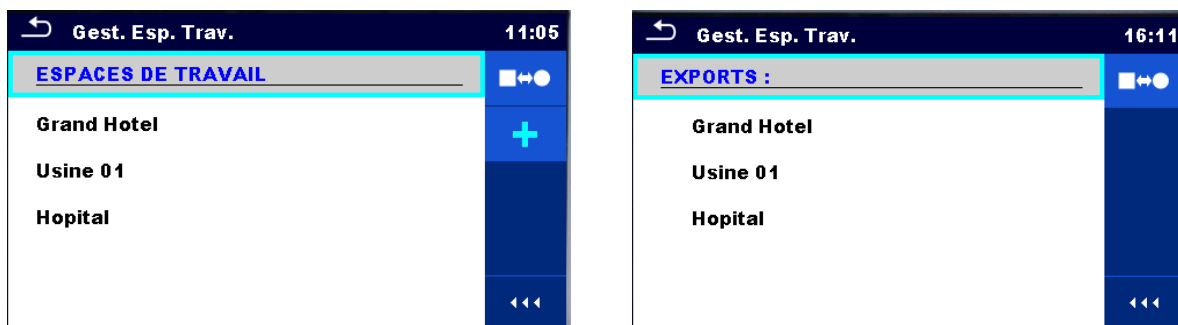 Gest. Esp. Trav. 11:05
ESPACES DE TRAVAIL
Grand Hotel
Usine 01
Hopital
Gest. Esp. Trav. 16:11
EXPORTS :
Grand Hotel
Usine 01
Hopital